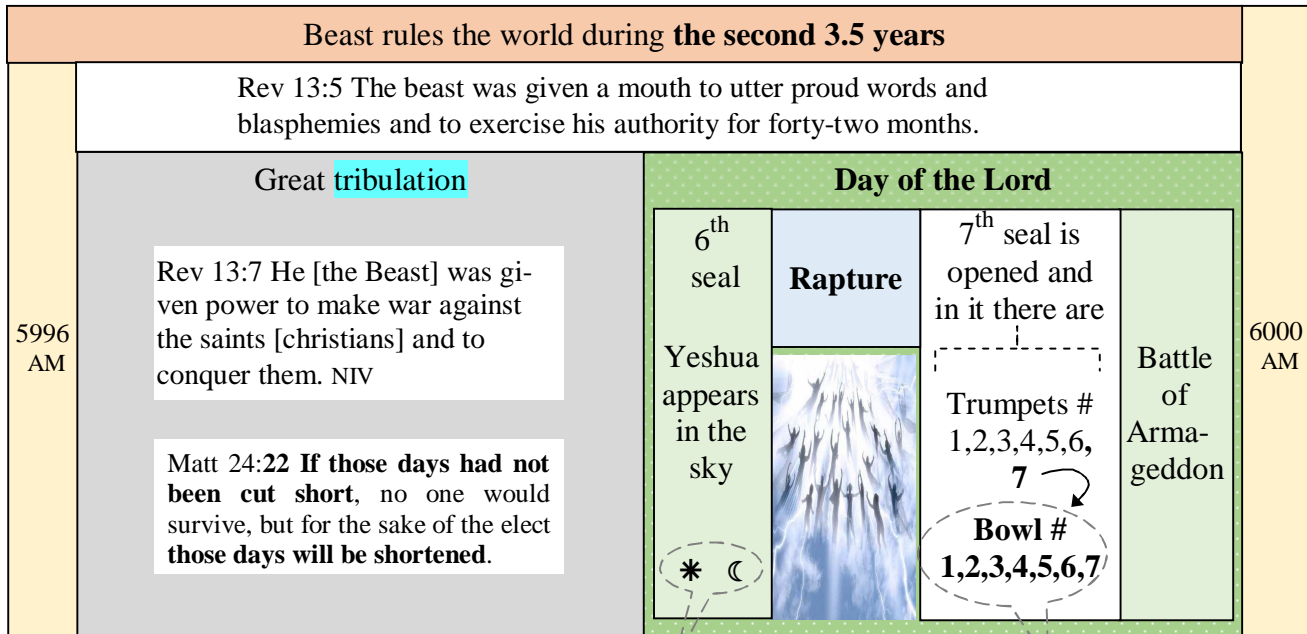 Beast rules the world during the second 3.5 years
Rev 13:5 The beast was given a mouth to utter proud words and
blasphemies and to exercise his authority for forty-two months.
5996
AM
Great tribulation
Rev 13:7 He [the Beast] was gi-
ven power to make war against
the saints [christians] and to
conquer them. NIV
Matt 24:22 If those days had not
been cut short, no one would
survive, but for the sake of the elect
those days will be shortened.
Day of the Lord
6th
seal
Yeshua
appears
in the
sky
Rapture
7th seal is
opened and
in it there are
Trumpets #
1,2,3,4,5,6,
7
Bowl #
1,2,3,4,5,6,7
Battle
of
Arma-
geddon
6000
AM